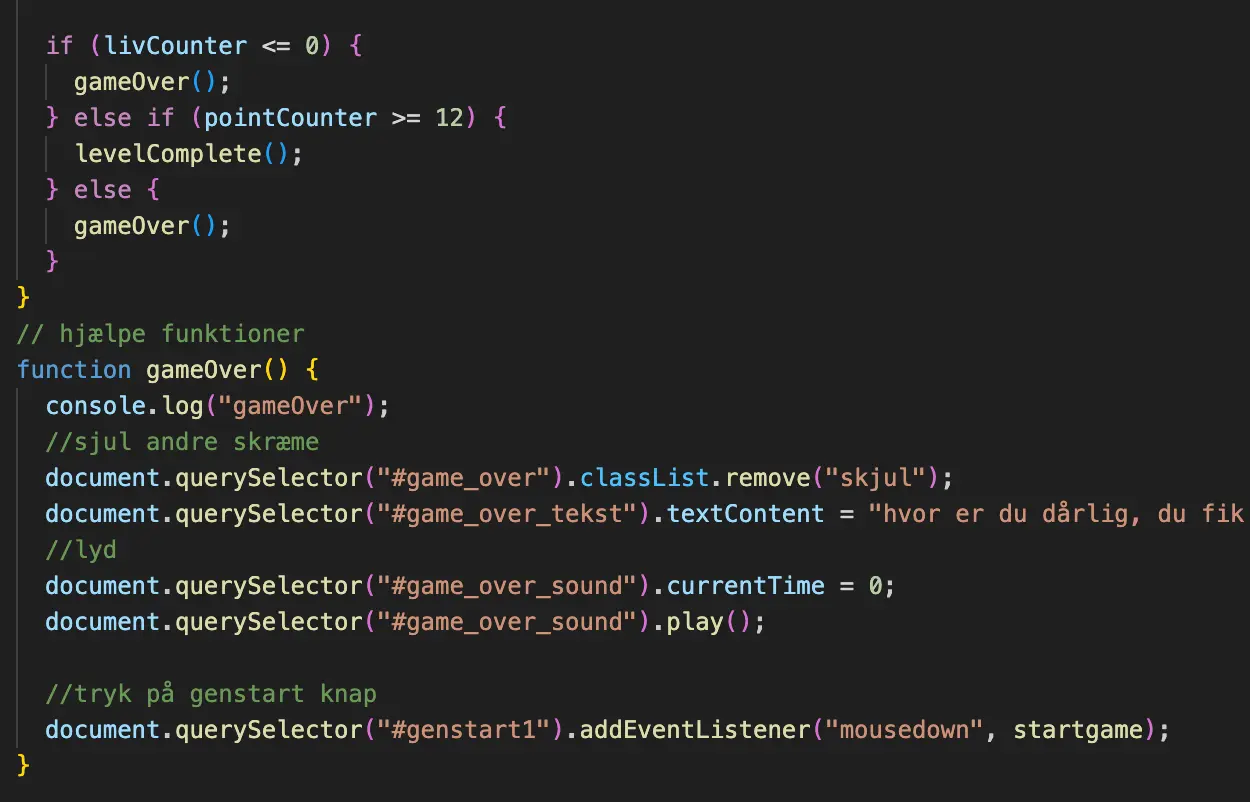 if (livCounter <= 0) {
gameOver();
} else if (pointCounter >= 12) {
levelComplete();
} else {
gameOver();
}
}
// hjælpe funktioner
function gameOver() {
console.log("gameOver");
//sjul andre skræme
document.querySelector("#game_over").classList.remove("skjul");
document.querySelector("#game_over_tekst").textContent = "hvor er du dårlig, du fik
//lyd
document.querySelector("#game_over_sound").currentTime = 0;
document.querySelector("#game_over_sound").play();
//tryk på genstart knap
document.querySelector("#genstart1").addEventListener("mousedown", startgame);
}